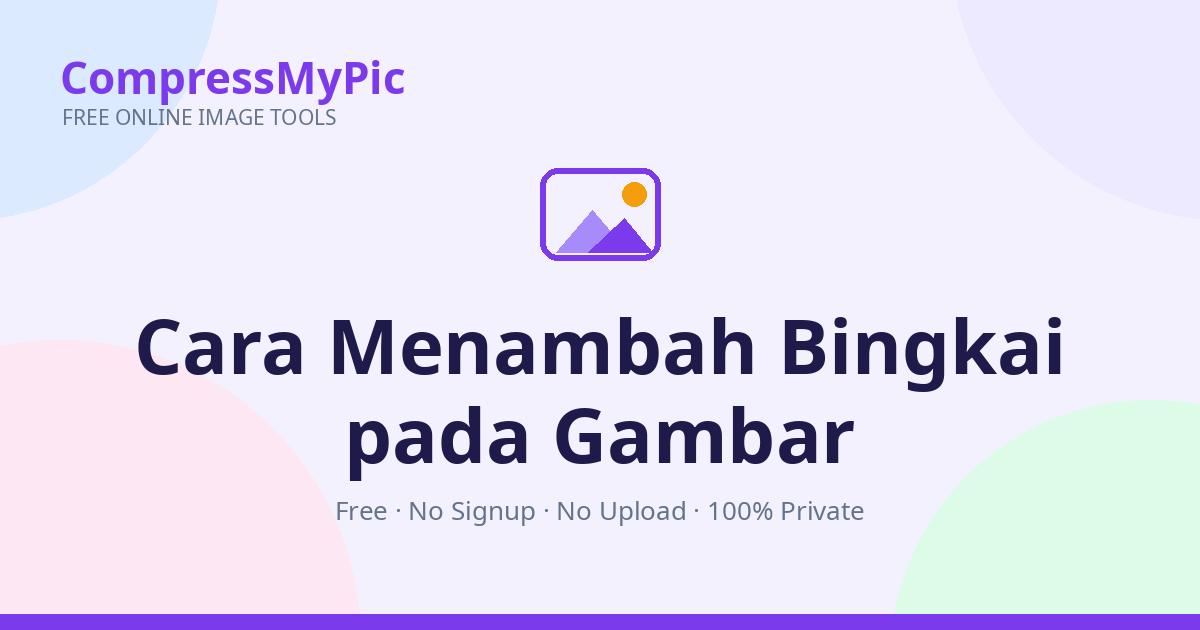 CompressMyPic
FREE ONLINE IMAGE TOOLS
Cara Menambah Bingkai
pada Gambar
Free · No Signup · No Upload · 100% Private